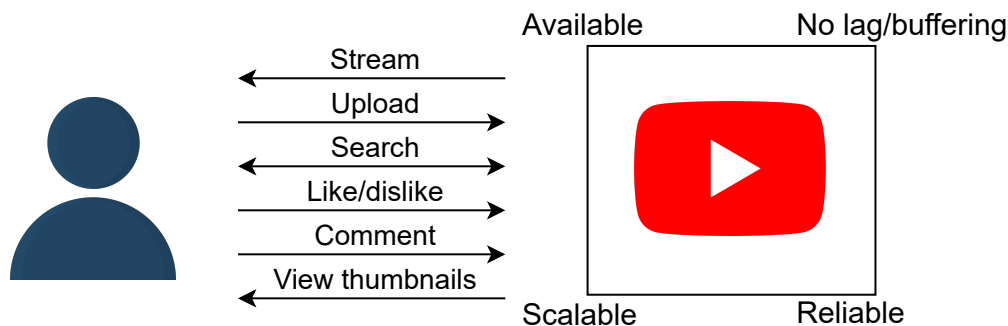 Available
No lag/buffering
Stream
Upload
Search
Like/dislike
Comment
View thumbnails
Scalable
Reliable